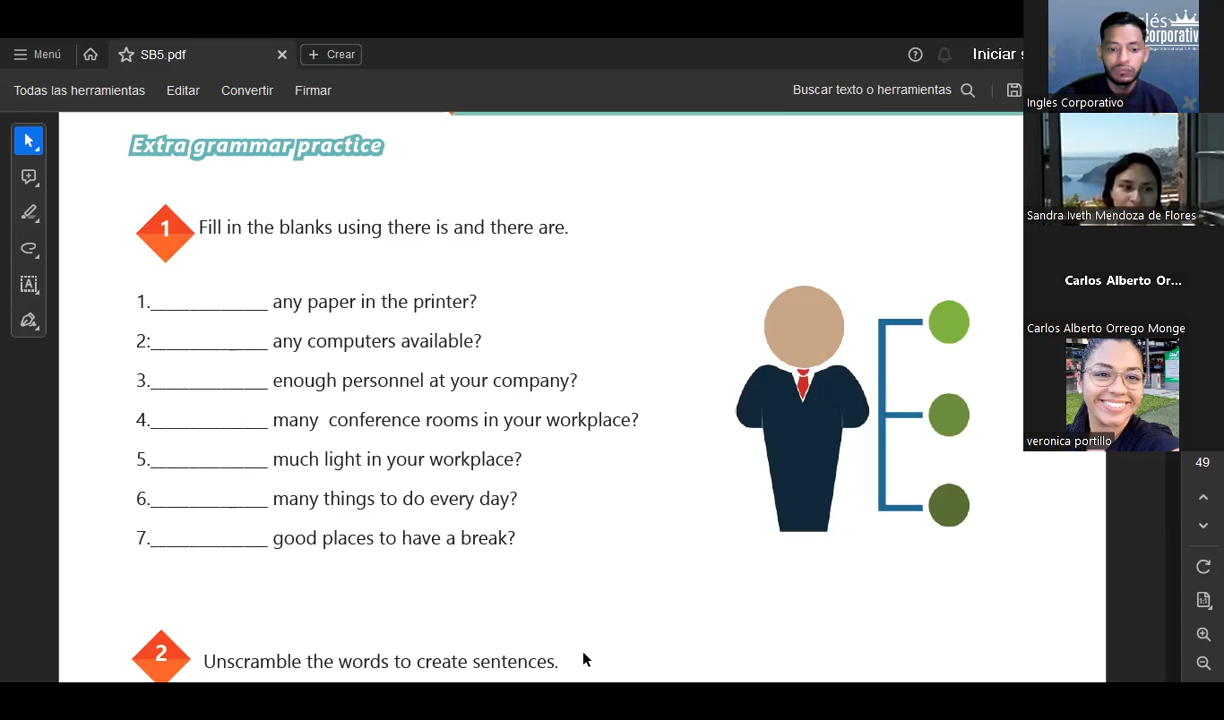 Menú
SB5.pdf
Crear
Iniciar s
Todas las herramientas
Editar
Convertir
Firmar
Buscar texto o herramientas
Extra grammar practice
1
Fill in the blanks using there is and there are.
1.____________ any paper in the printer?
2:____________ any computers available?
3.____________ enough personnel at your company?
4.____________ many conference rooms in your workplace?
5.____________ much light in your workplace?
6.____________ many things to do every day?
7.____________ good places to have a break?
2
Unscramble the words to create sentences.
glés
Corporativ
Ingles Corporativo
Sandra Iveth Mendoza de Flores
Carlos Alberto Or...
Carlos Alberto Orrego Monge
veronica portillo
49
1:1